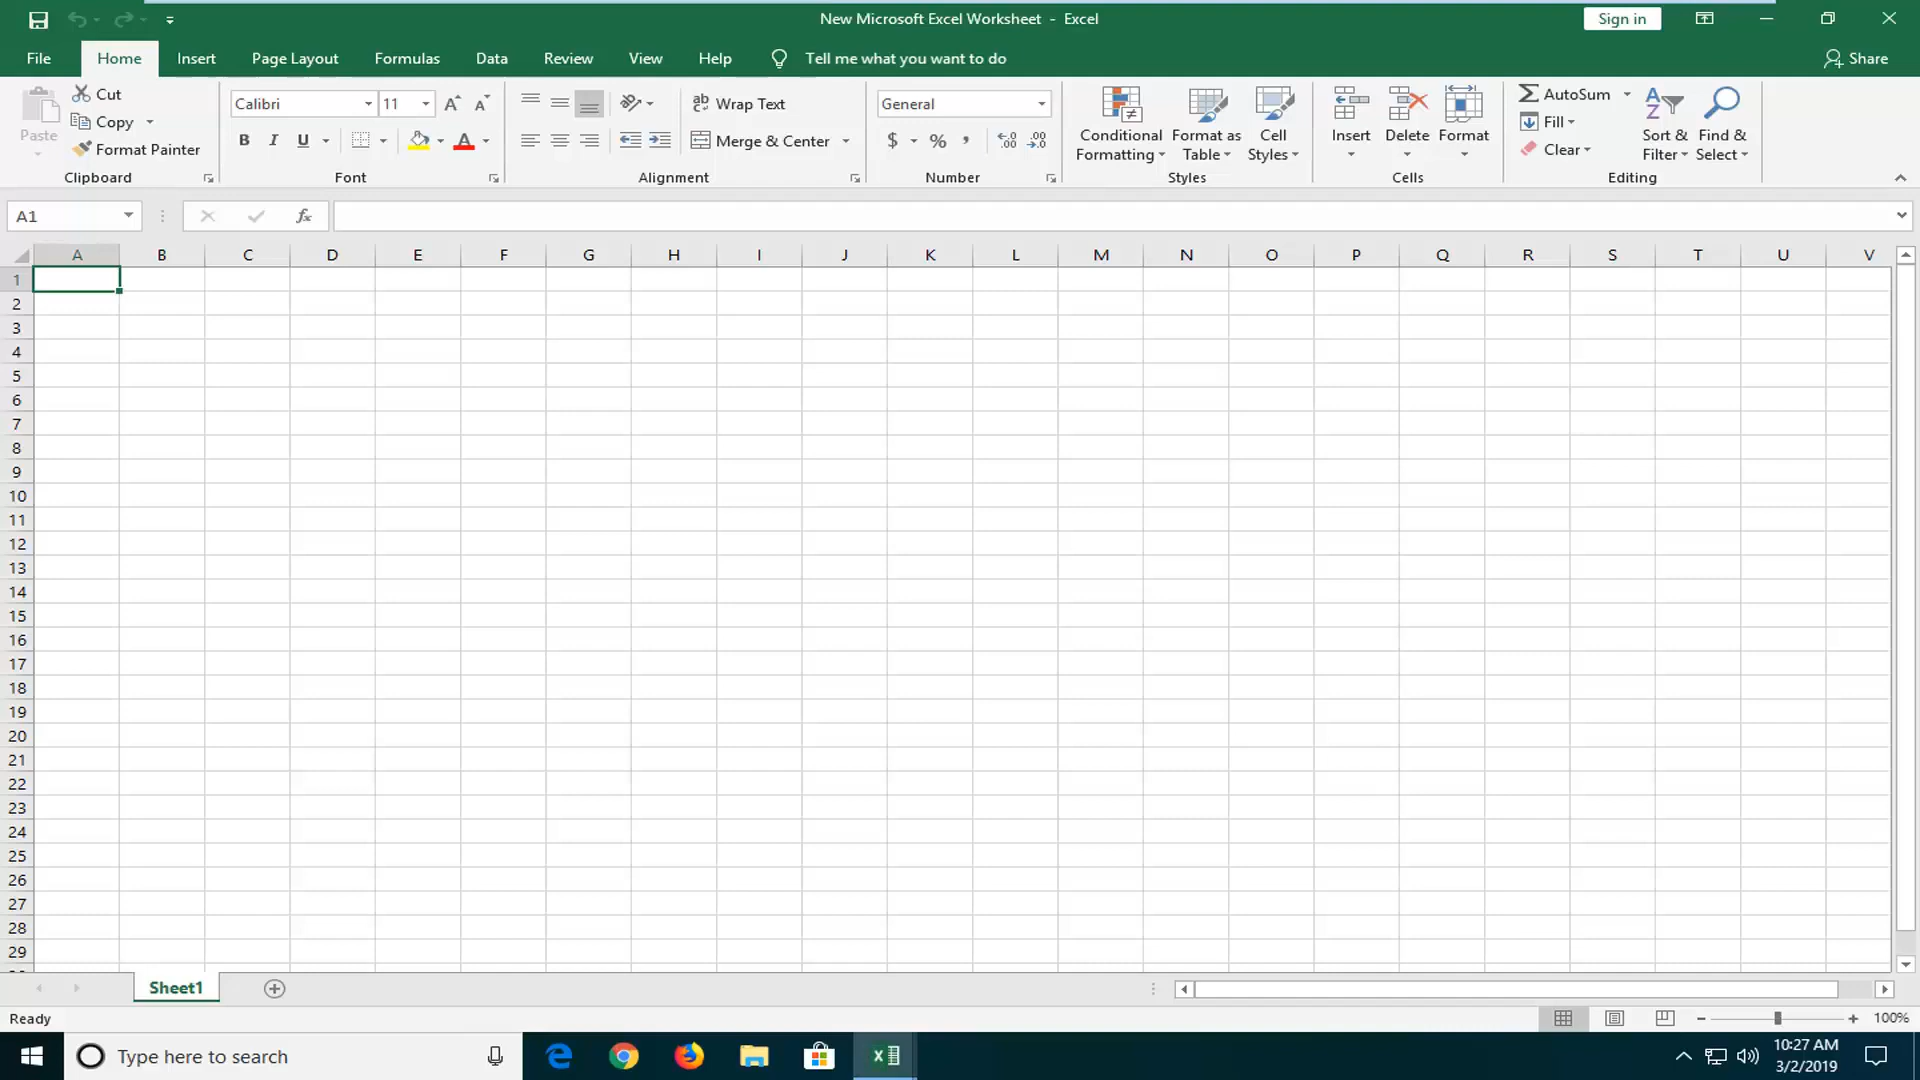 New Microsoft Excel Worksheet - Excel
Sign in
File Home Insert Page Layout Formulas Data Review View Help Tell me what you want to do Share
Paste
Cut
Copy
Format Painter
Clipboard
Calibri 11
B I U
Font
Wrap Text
Merge & Center
Alignment
General
$ % ,
Number
Conditional Formatting
Format as Table
Cell Styles
Styles
Insert Delete Format
Cells
AutoSum
Fill
Clear
Sort & Filter
Find & Select
Editing
A1 fx
A B C D E F G H I J K L M N O P Q R S T U V
1
2
3
4
5
6
7
8
9
10
11
12
13
14
15
16
17
18
19
20
21
22
23
24
25
26
27
28
29
Sheet1
Ready 100%
Type here to search
10:27 AM
3/2/2019